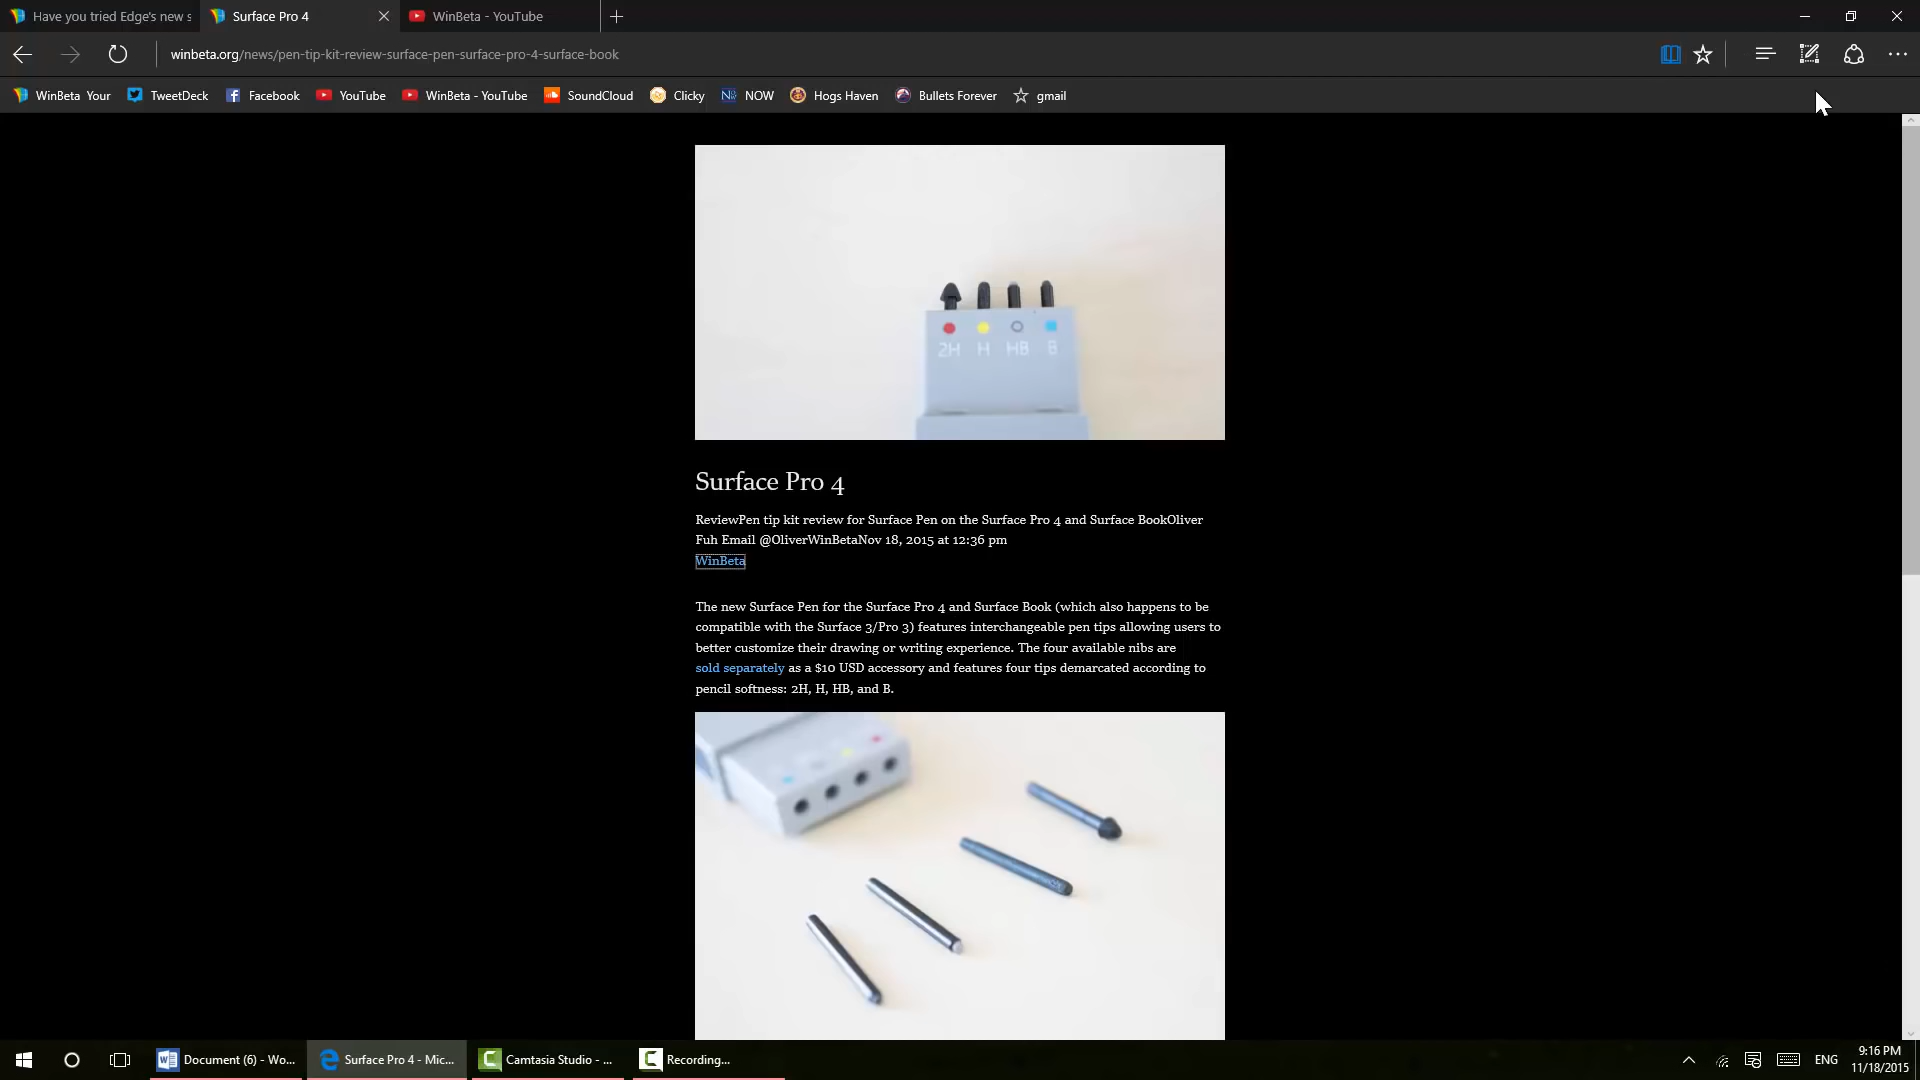 Have you tried Edge's new s
Surface Pro 4
WinBeta - YouTube
winbeta.org/news/pen-tip-kit-review-surface-pen-surface-pro-4-surface-book
WinBeta Your
TweetDeck
Facebook
YouTube
WinBeta - YouTube
SoundCloud
Clicky
NOW
Hogs Haven
Bullets Forever
gmail
2H H HB B
Surface Pro 4
ReviewPen tip kit review for Surface Pen on the Surface Pro 4 and Surface BookOliver
Fuh Email @OliverWinBetaNov 18, 2015 at 12:36 pm
WinBeta
The new Surface Pen for the Surface Pro 4 and Surface Book (which also happens to be
compatible with the Surface 3/Pro 3) features interchangeable pen tips allowing users to
better customize their drawing or writing experience. The four available nibs are
sold separately as a $10 USD accessory and features four tips demarcated according to
pencil softness: 2H, H, HB, and B.
Document (6) - Wo...
Surface Pro 4 - Mic...
Camtasia Studio - ...
Recording...
ENG
9:16 PM
11/18/2015